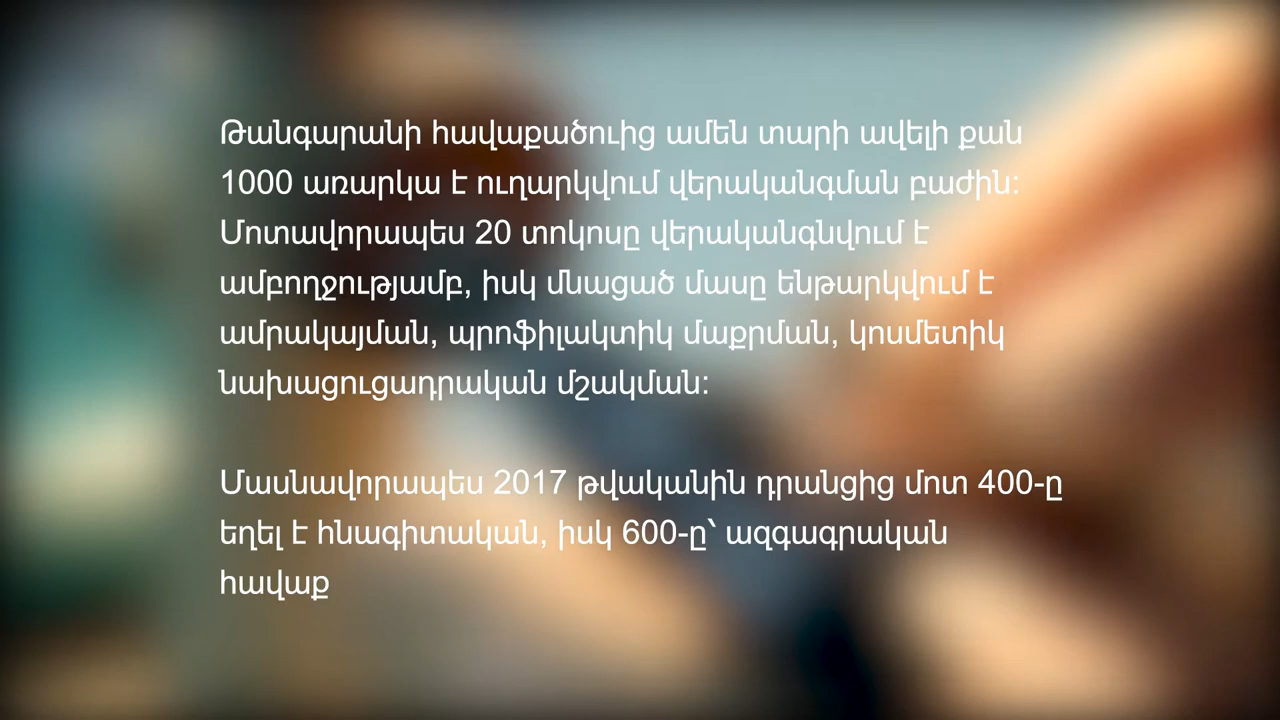 Թանգարանի հավաքածուից ամեն տարի ավելի քան
1000 առարկա է ուղարկվում վերականգման բաժին:
Մոտավորապես 20 տոկոսը վերականգնվում է
ամբողջությամբ, իսկ մնացած մասը ենթարկվում է
ամրակայման, պրոֆիլակտիկ մաքրման, կոսմետիկ
նախացուցադրական մշակման:
Մասնավորապես 2017 թվականին դրանցից մոտ 400-ը
եղել է հնագիտական, իսկ 600-ը՝ ազգագրական
հավաք